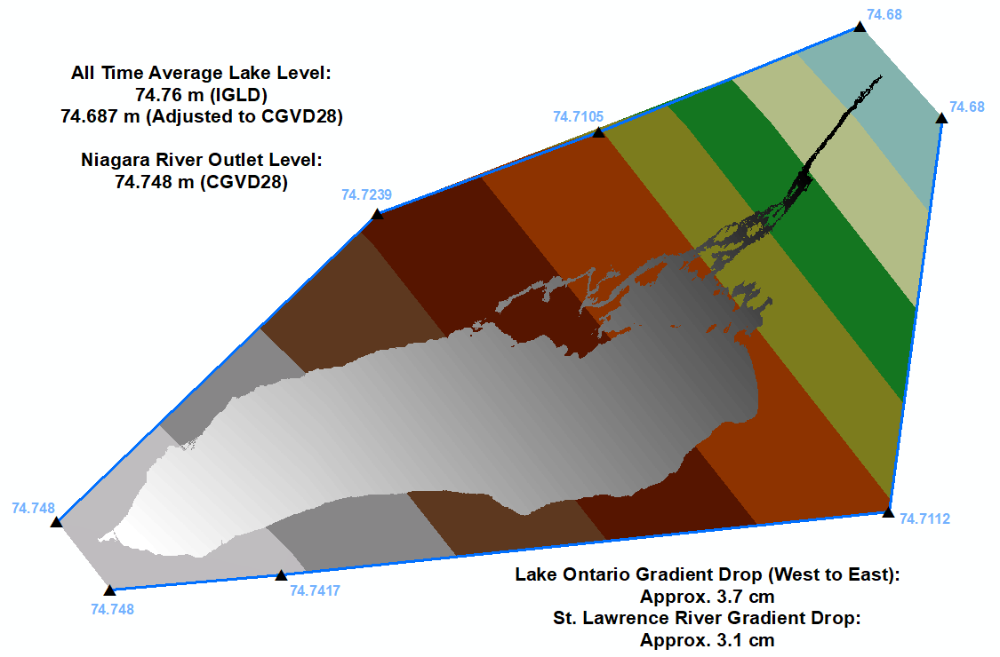 74.68
All Time Average Lake Level:
74.76 m (IGLD)
74.687 m (Adjusted to CGVD28)
74.68
74.7105
Niagara River Outlet Level:
74.748 m (CGVD28)
74.7239
74.748
74.7112
Lake Ontario Gradient Drop (West to East):
Approx. 3.7 cm
St. Lawrence River Gradient Drop:
Approx. 3.1 cm
74.7417
74.748